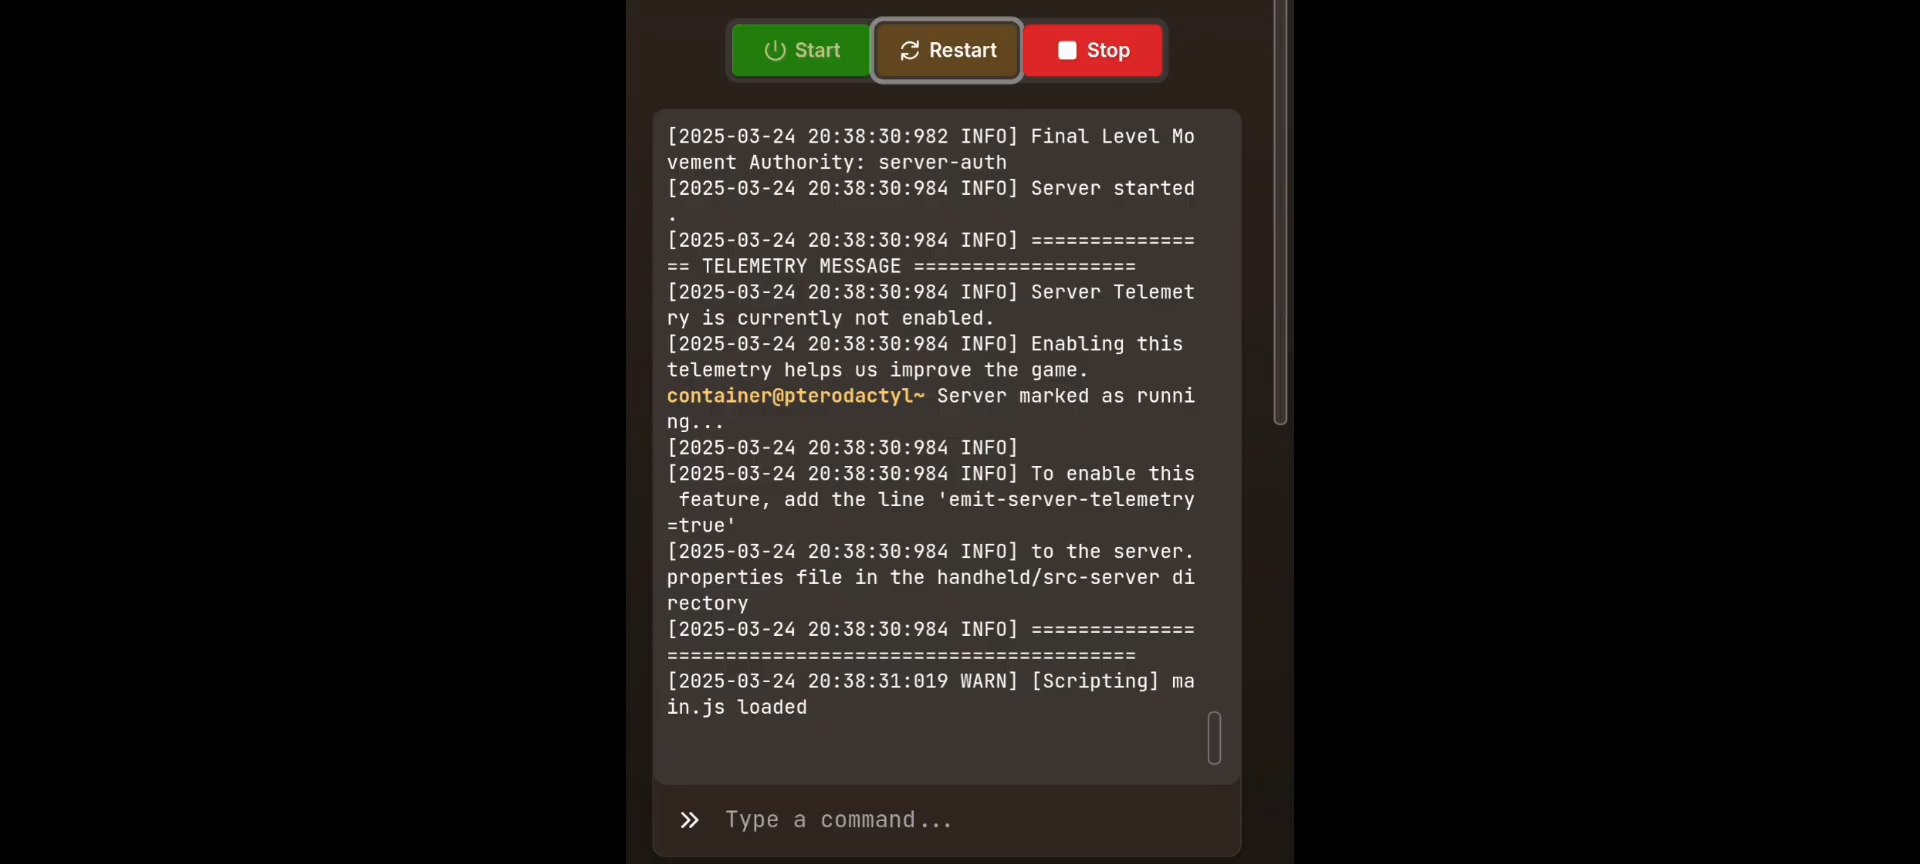 Start Restart Stop
[2025-03-24 20:38:30:982 INFO] Final Level Mo
vement Authority: server-auth
[2025-03-24 20:38:30:984 INFO] Server started
.
[2025-03-24 20:38:30:984 INFO] ==============
== TELEMETRY MESSAGE ===================
[2025-03-24 20:38:30:984 INFO] Server Telemet
ry is currently not enabled.
[2025-03-24 20:38:30:984 INFO] Enabling this
telemetry helps us improve the game.
container@pterodactyl~ Server marked as runni
ng...
[2025-03-24 20:38:30:984 INFO]
[2025-03-24 20:38:30:984 INFO] To enable this
 feature, add the line 'emit-server-telemetry
=true'
[2025-03-24 20:38:30:984 INFO] to the server.
properties file in the handheld/src-server di
rectory
[2025-03-24 20:38:30:984 INFO] ==============
========================================
[2025-03-24 20:38:31:019 WARN] [Scripting] ma
in.js loaded
Type a command...